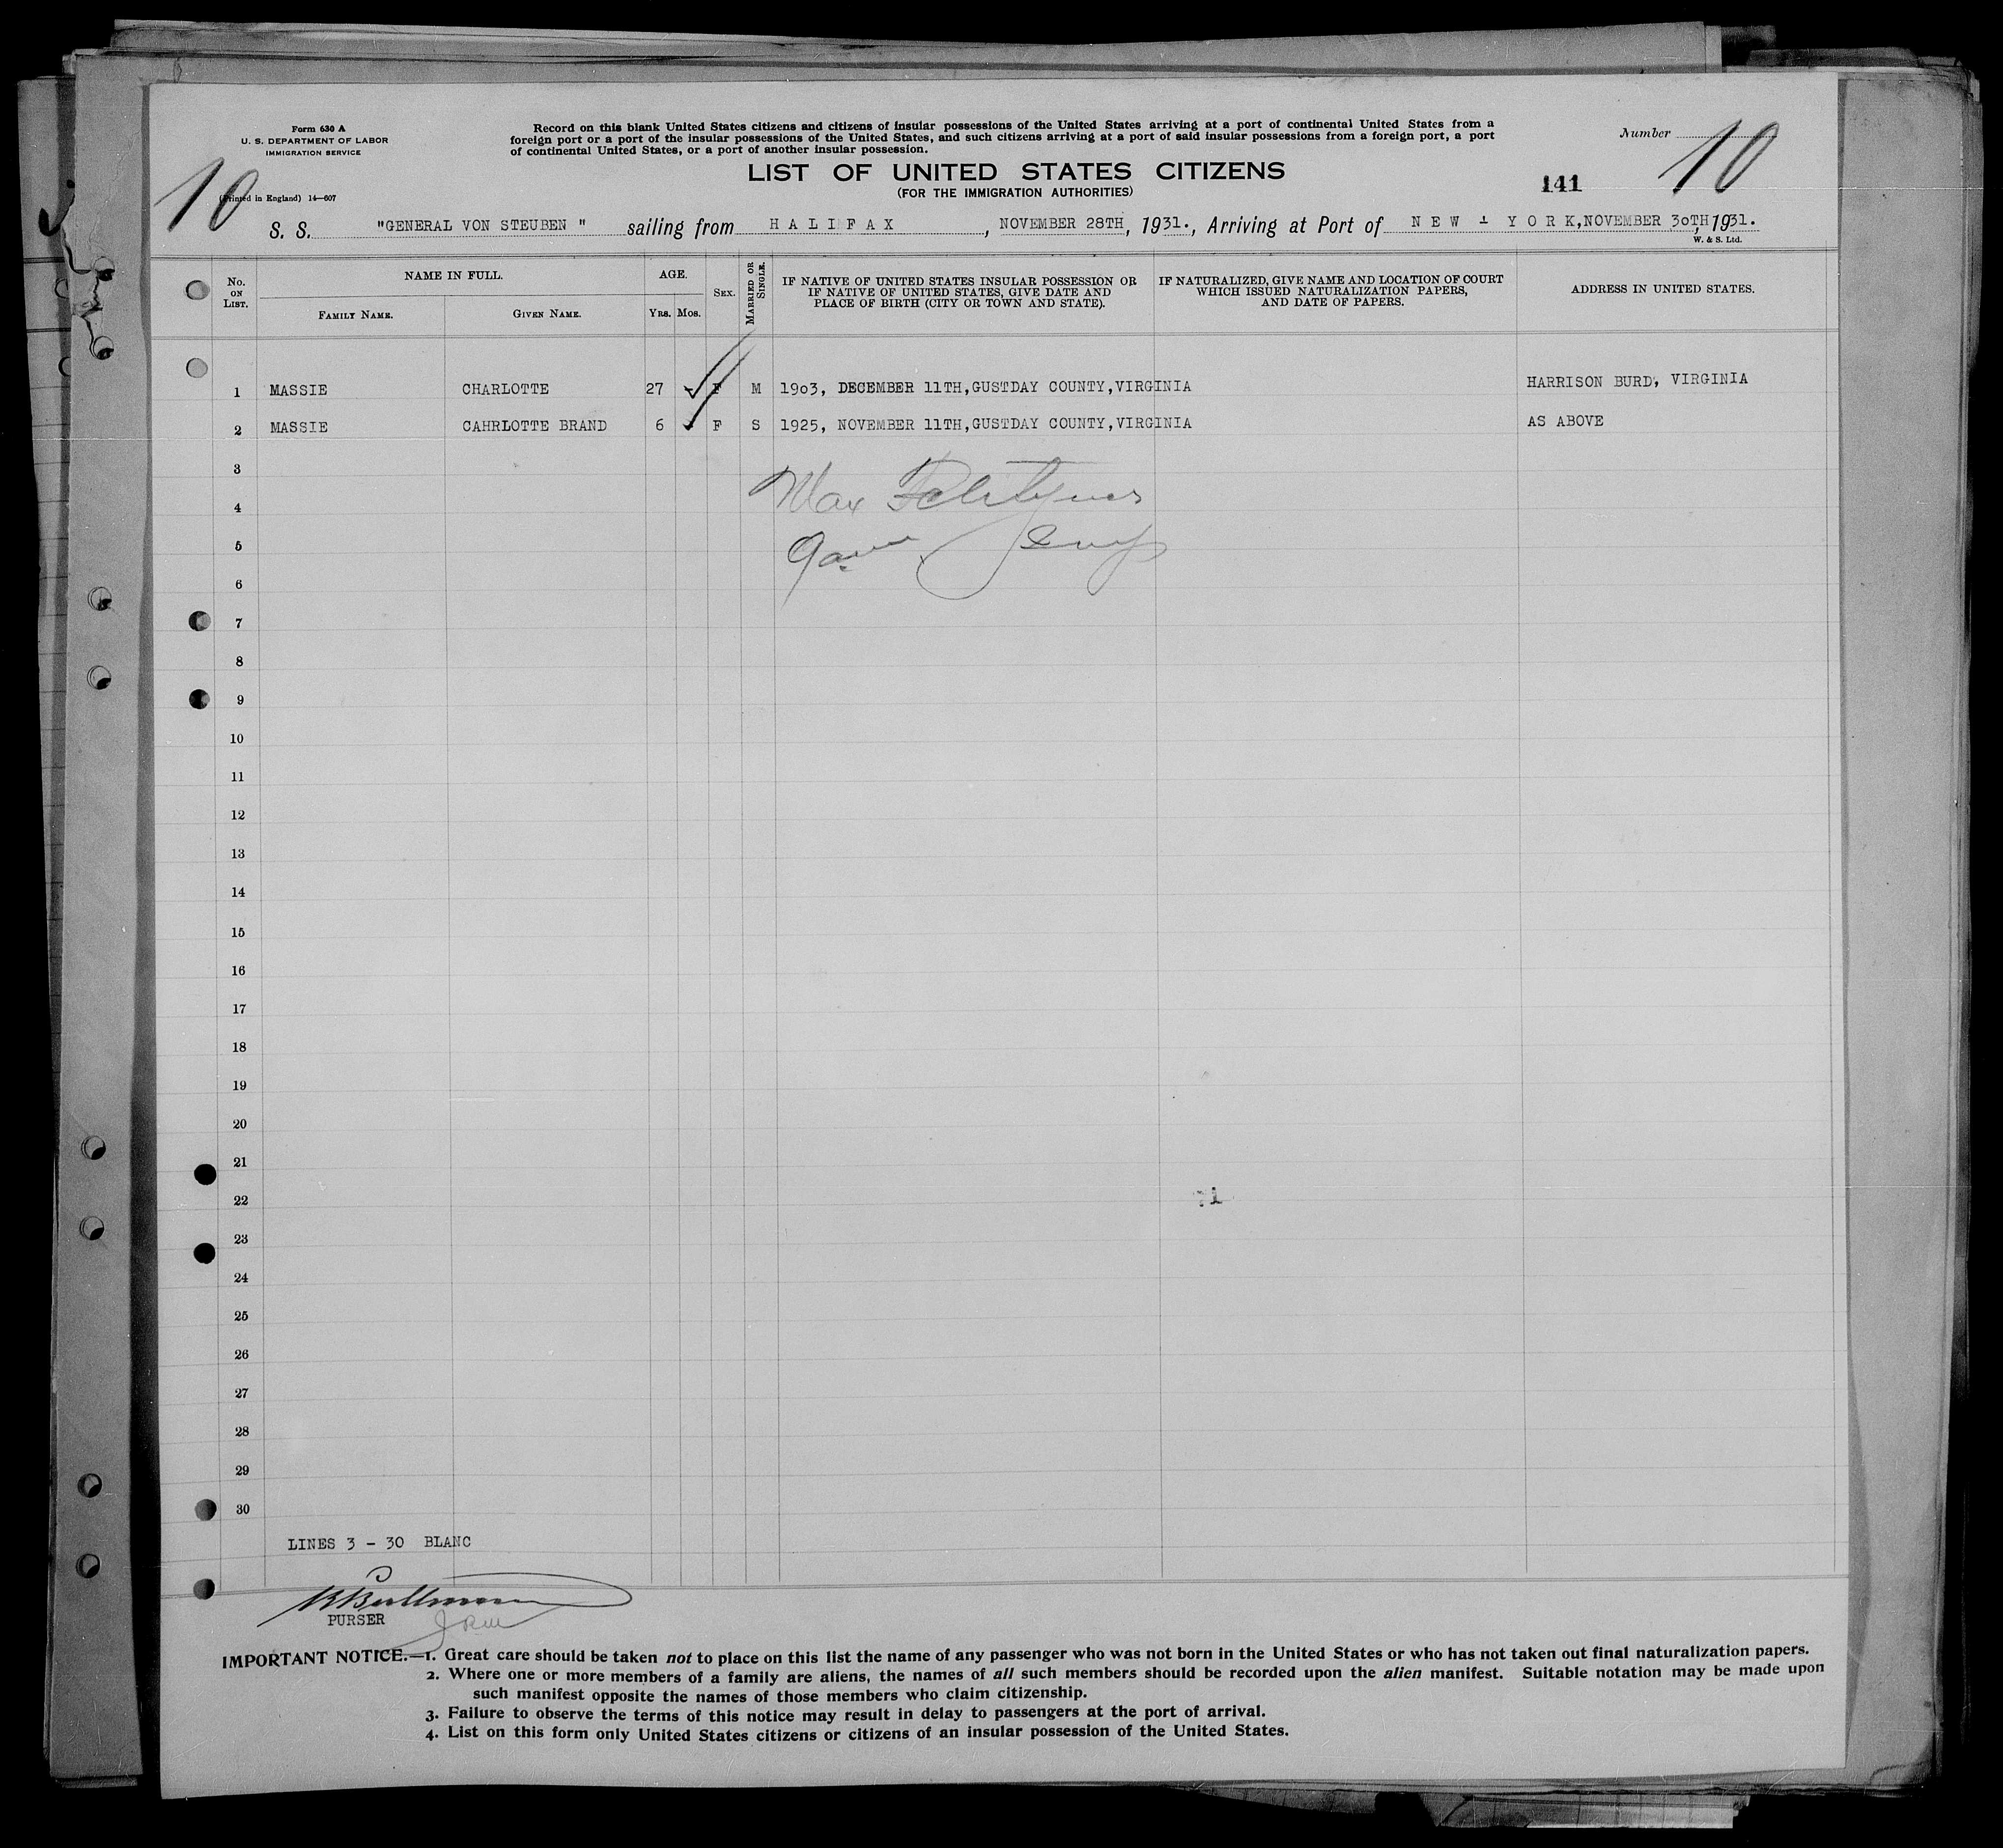 Form 630 A
U. S. DEPARTMENT OF LABOR
IMMIGRATION SERVICE
(Printed in England) 14—607
Record on this blank United States citizens and citizens of insular possessions of the United States arriving at a port of continental United States from a
foreign port or a port of the insular possessions of the United States, and such citizens arriving at a port of said insular possessions from a foreign port, a port
of continental United States, or a port of another insular possession.
Number 10
10
LIST OF UNITED STATES CITIZENS
(FOR THE IMMIGRATION AUTHORITIES)
141
S. S. "GENERAL VON STEUBEN " sailing from HALIFAX, NOVEMBER 28TH, 1931., Arriving at Port of NEW YORK, NOVEMBER 30TH, 1931.
W. & S. Ltd.
No. ON LIST.
NAME IN FULL.
FAMILY NAME.
GIVEN NAME.
AGE.
YRS. MOS.
SEX.
MARRIED OR SINGLE.
IF NATIVE OF UNITED STATES INSULAR POSSESSION OR
IF NATIVE OF UNITED STATES, GIVE DATE AND
PLACE OF BIRTH (CITY OR TOWN AND STATE).
IF NATURALIZED, GIVE NAME AND LOCATION OF COURT
WHICH ISSUED NATURALIZATION PAPERS,
AND DATE OF PAPERS.
ADDRESS IN UNITED STATES.
1 MASSIE CHARLOTTE 27 F M 1903, DECEMBER 11TH,GUSTDAY COUNTY,VIRGINIA HARRISON BURD, VIRGINIA
2 MASSIE CAHRLOTTE BRAND 6 F S 1925, NOVEMBER 11TH,GUSTDAY COUNTY,VIRGINIA AS ABOVE
3
4 Max
5
6
7
8
9
10
11
12
13
14
15
16
17
18
19
20
21
22
23
24
25
26
27
28
29
30
LINES 3 - 30 BLANC
PURSER
IMPORTANT NOTICE.—1. Great care should be taken not to place on this list the name of any passenger who was not born in the United States or who has not taken out final naturalization papers.
2. Where one or more members of a family are aliens, the names of all such members should be recorded upon the alien manifest. Suitable notation may be made upon
such manifest opposite the names of those members who claim citizenship.
3. Failure to observe the terms of this notice may result in delay to passengers at the port of arrival.
4. List on this form only United States citizens or citizens of an insular possession of the United States.